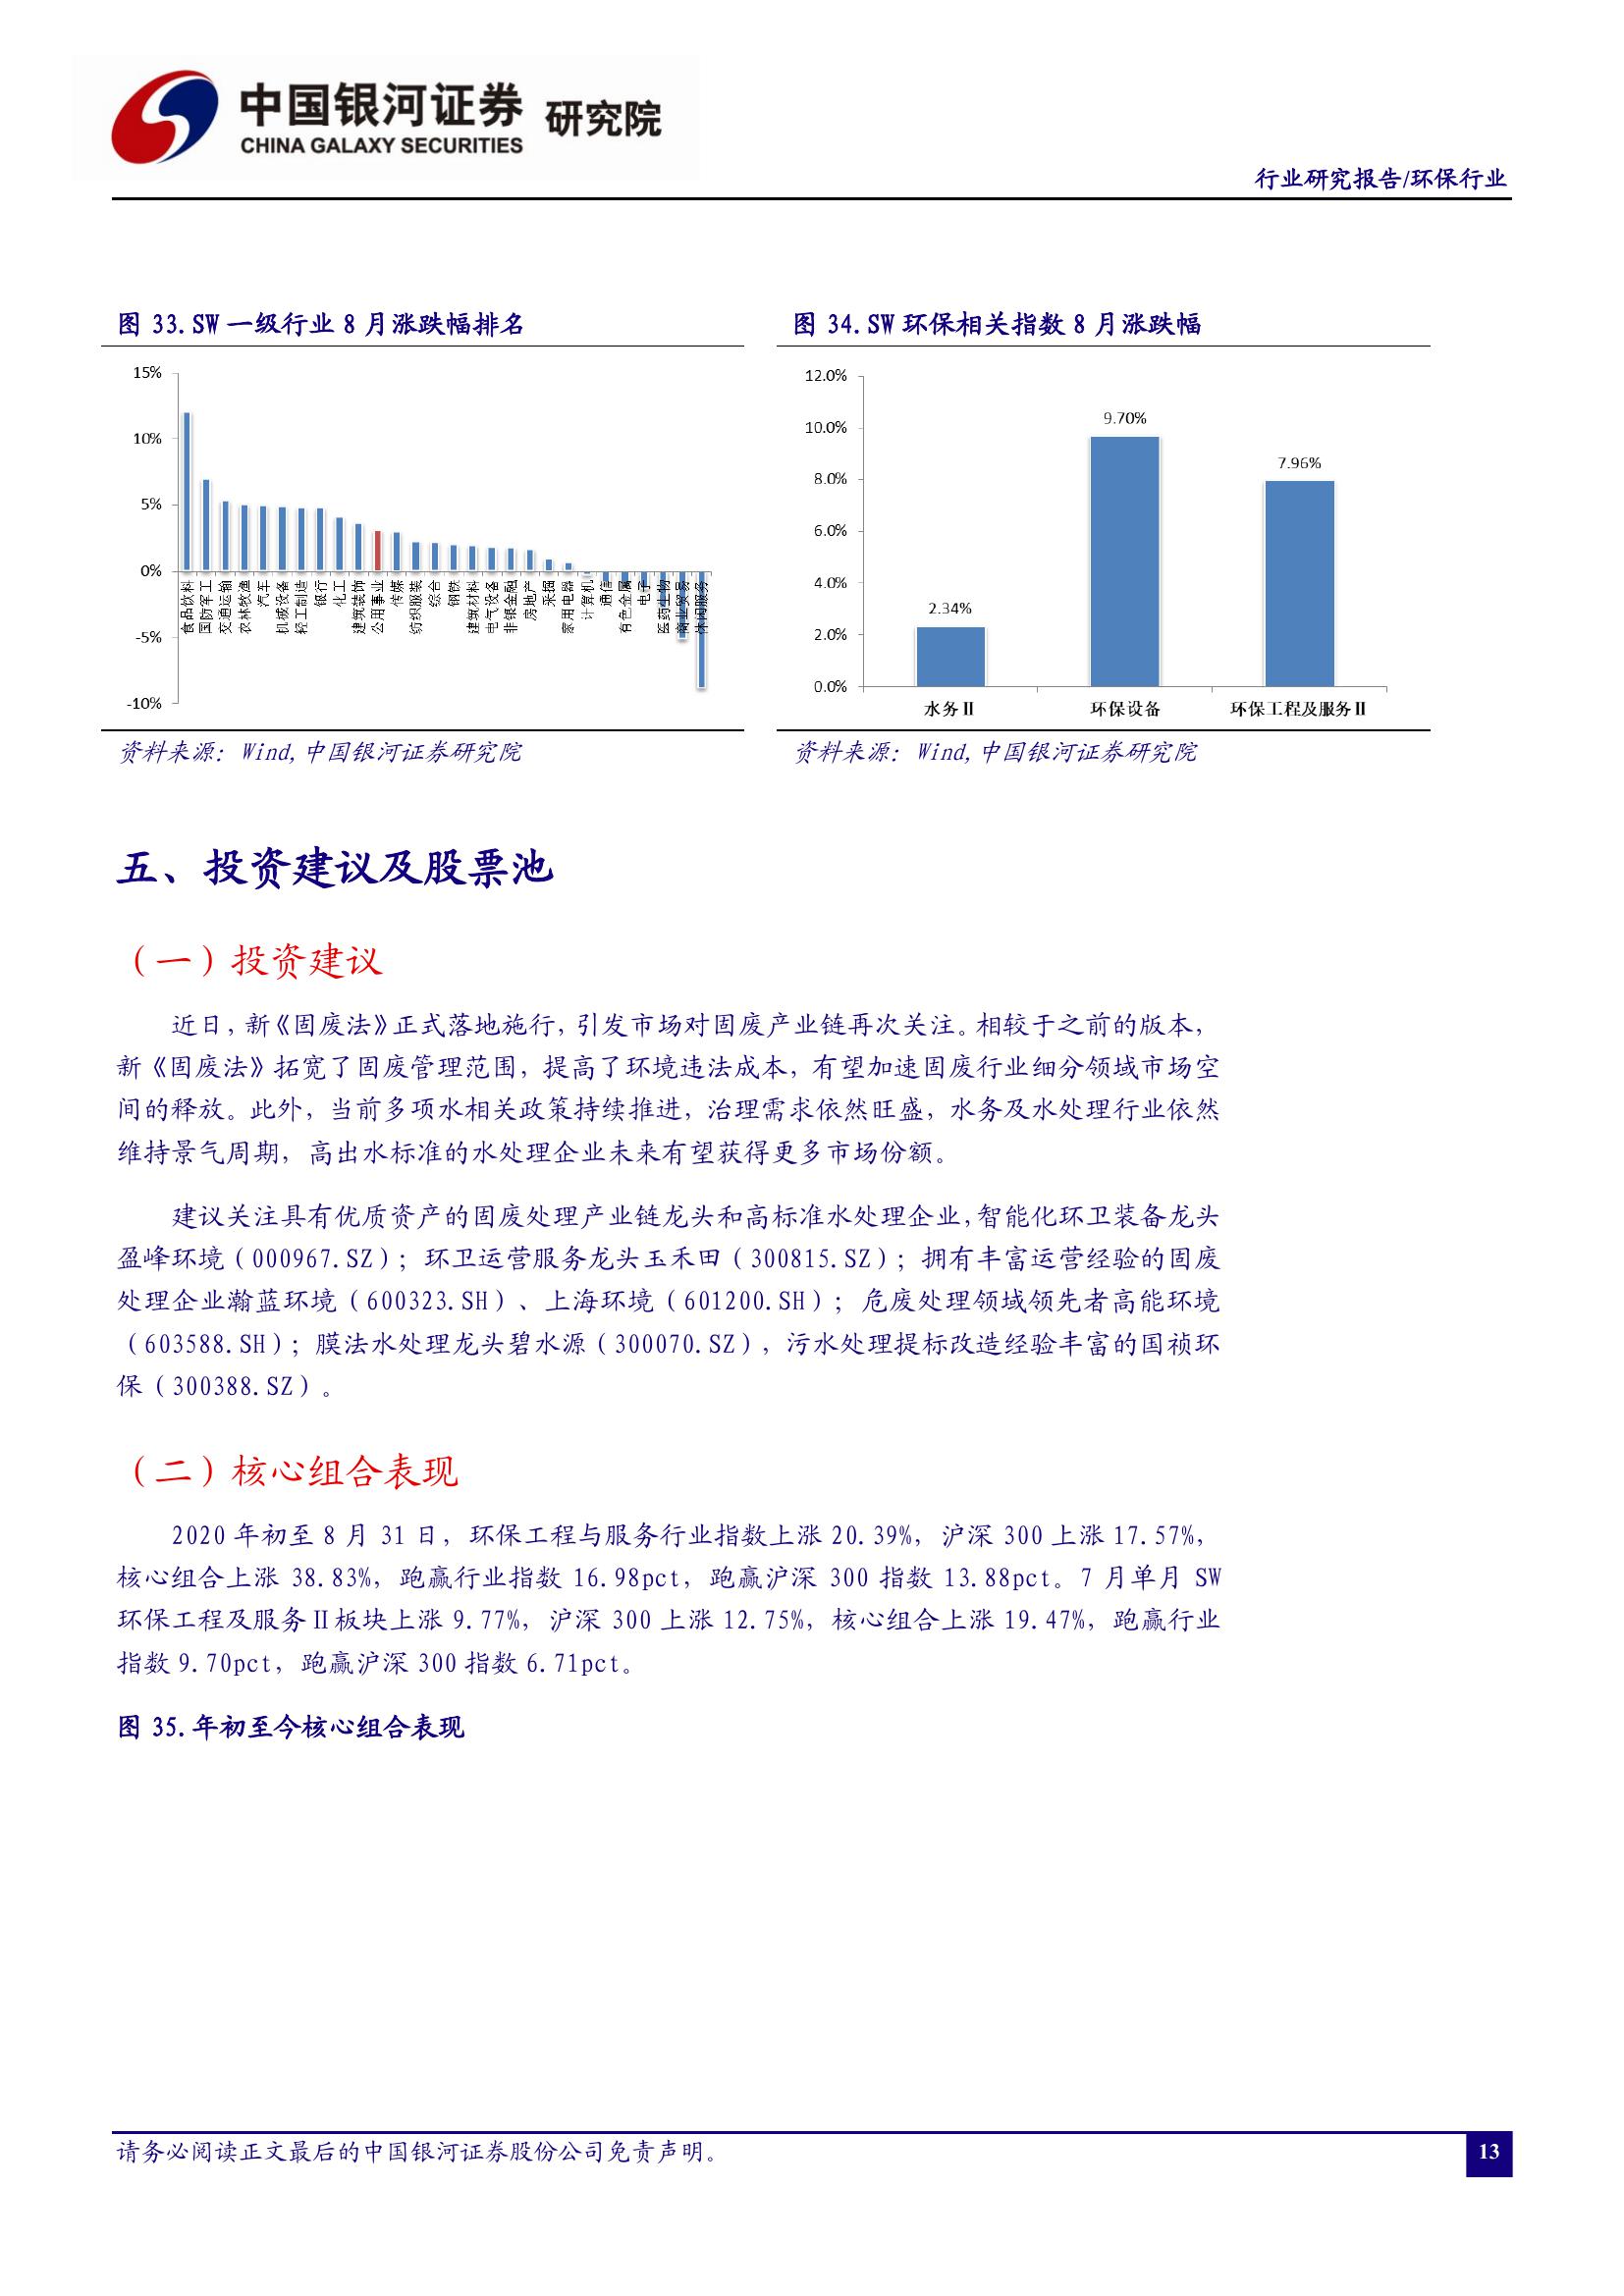 中国银河证券 研究院
CHINA GALAXY SECURITIES
行业研究报告/环保行业
图 33.SW 一级行业 8 月涨跌幅排名
15%
10%
5%
0%
-5%
-10%
食品饮料
国防军工
交通运输
农林牧渔
汽车
机械设备
轻工制造
银行
化工
建筑装饰
公用事业
传媒
纺织服装
综合
钢铁
建筑材料
电气设备
非银金融
房地产
采掘
家用电器
计算机
通信
有色金属
电子
医药生物
商业贸易
休闲服务
资料来源：Wind,中国银河证券研究院
图 34.SW 环保相关指数 8 月涨跌幅
12.0%
10.0%
8.0%
6.0%
4.0%
2.0%
0.0%
2.34%
9.70%
7.96%
水务Ⅱ
环保设备
环保工程及服务Ⅱ
资料来源：Wind,中国银河证券研究院
五、投资建议及股票池
（一）投资建议
近日，新《固废法》正式落地施行，引发市场对固废产业链再次关注。相较于之前的版本，
新《固废法》拓宽了固废管理范围，提高了环境违法成本，有望加速固废行业细分领域市场空
间的释放。此外，当前多项水相关政策持续推进，治理需求依然旺盛，水务及水处理行业依然
维持景气周期，高出水标准的水处理企业未来有望获得更多市场份额。
建议关注具有优质资产的固废处理产业链龙头和高标准水处理企业，智能化环卫装备龙头
盈峰环境（000967.SZ）；环卫运营服务龙头玉禾田（300815.SZ）；拥有丰富运营经验的固废
处理企业瀚蓝环境（600323.SH）、上海环境（601200.SH）；危废处理领域领先者高能环境
（603588.SH）；膜法水处理龙头碧水源（300070.SZ），污水处理提标改造经验丰富的国祯环
保（300388.SZ）。
（二）核心组合表现
2020 年初至 8 月 31 日，环保工程与服务行业指数上涨 20.39%，沪深 300 上涨 17.57%，
核心组合上涨 38.83%，跑赢行业指数 16.98pct，跑赢沪深 300 指数 13.88pct。7 月单月 SW
环保工程及服务Ⅱ板块上涨 9.77%，沪深 300 上涨 12.75%，核心组合上涨 19.47%，跑赢行业
指数 9.70pct，跑赢沪深 300 指数 6.71pct。
图 35.年初至今核心组合表现
请务必阅读正文最后的中国银河证券股份公司免责声明。
13